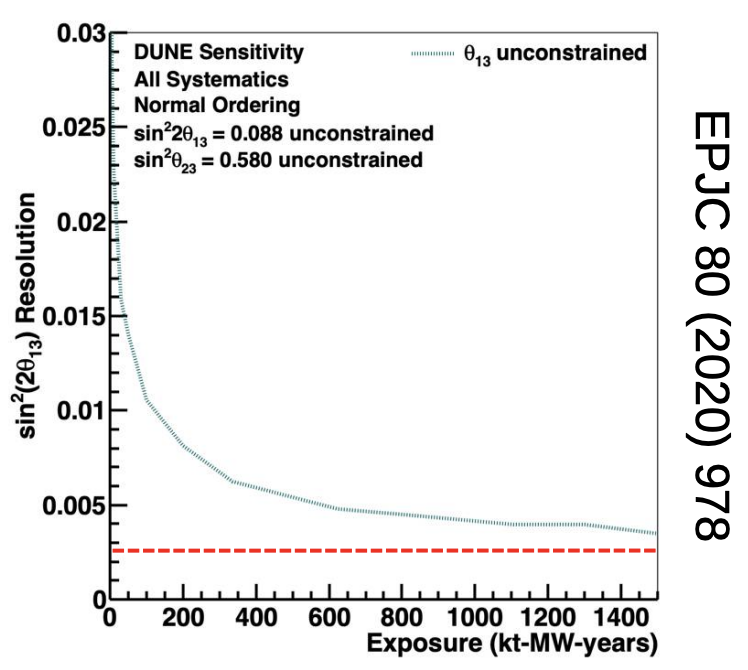 DUNE Sensitivity
All Systematics
Normal Ordering
sin²2θ₁₃ = 0.088 unconstrained
sin²θ₂₃ = 0.580 unconstrained
θ₁₃ unconstrained
0.03
0.025
0.02
0.015
0.01
0.005
0
sin²(2θ₁₃) Resolution
0 200 400 600 800 1000 1200 1400
Exposure (kt-MW-years)
EPJC 80 (2020) 978